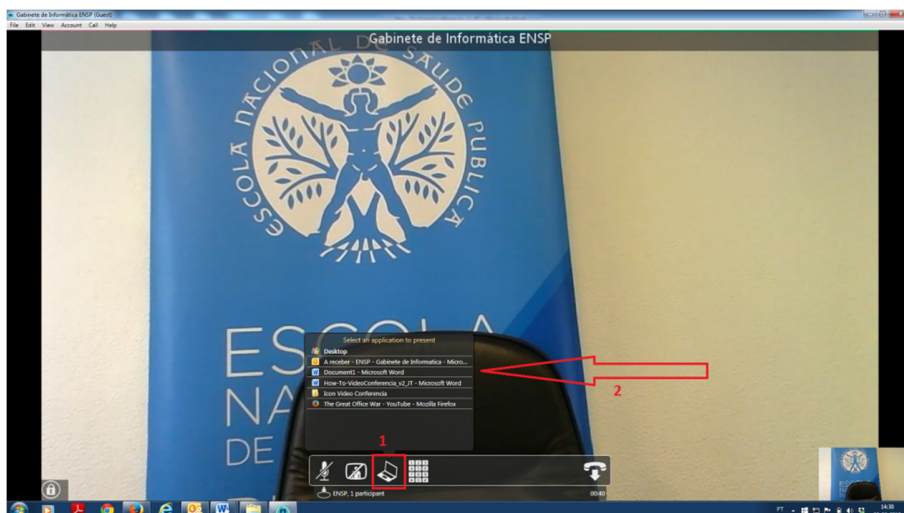 Gabinete de Informática ENSP (Guest)
File Edit View Account Call Help
Gabinete de Informática ENSP
ESCOLA NACIONAL DE SAÚDE PÚBLICA
ESCOLA
NA
DE
Select an application to present
Desktop
A receber - ENSP - Gabinete de Informatica - Micro...
Document1 - Microsoft Word
How-To-VideoConferencia_v2_JT - Microsoft Word
Icon Video Conferencia
The Great Office War - YouTube - Mozilla Firefox
2
1
ENSP, 1 participant
00:40
PT
14:30